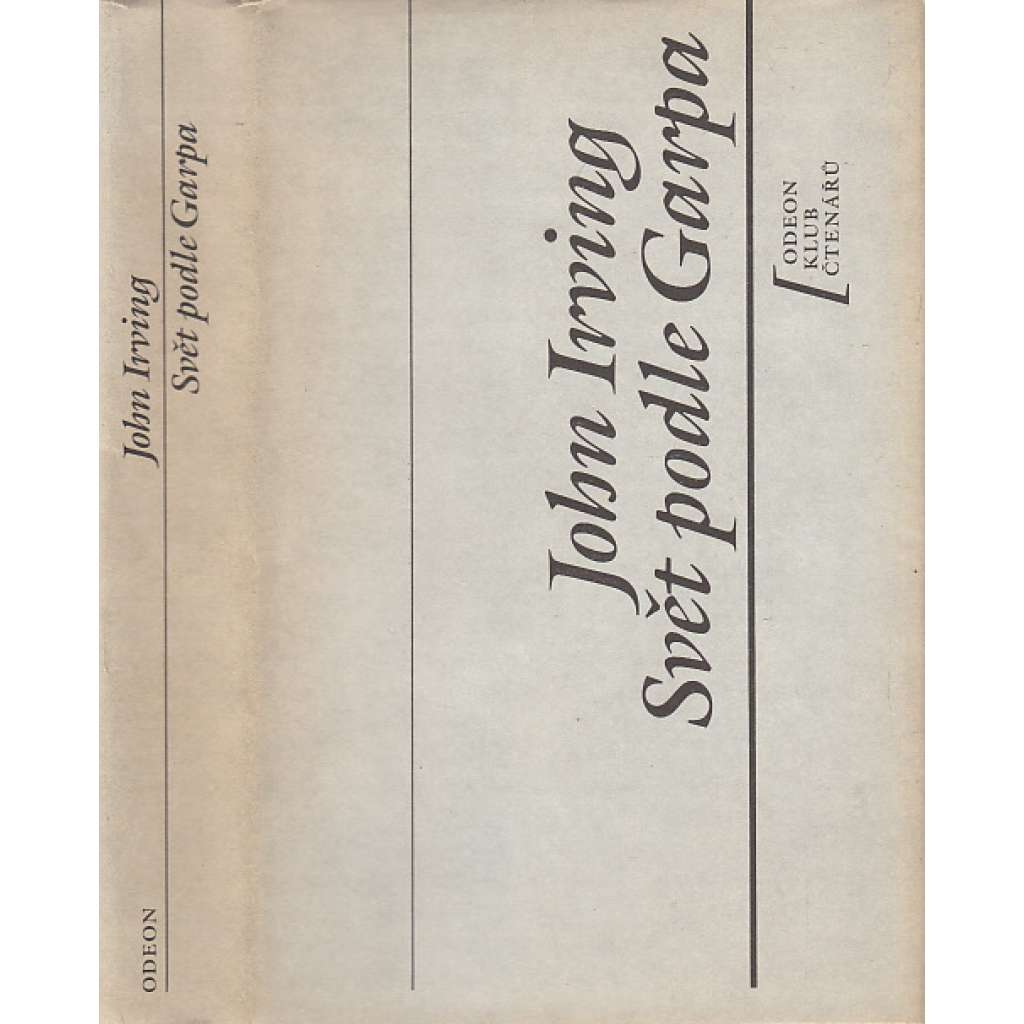 John Irving
Svět podle Garpa
ODEON
John Irving
Svět podle Garpa
ODEON
KLUB
ČTENÁŘŮ